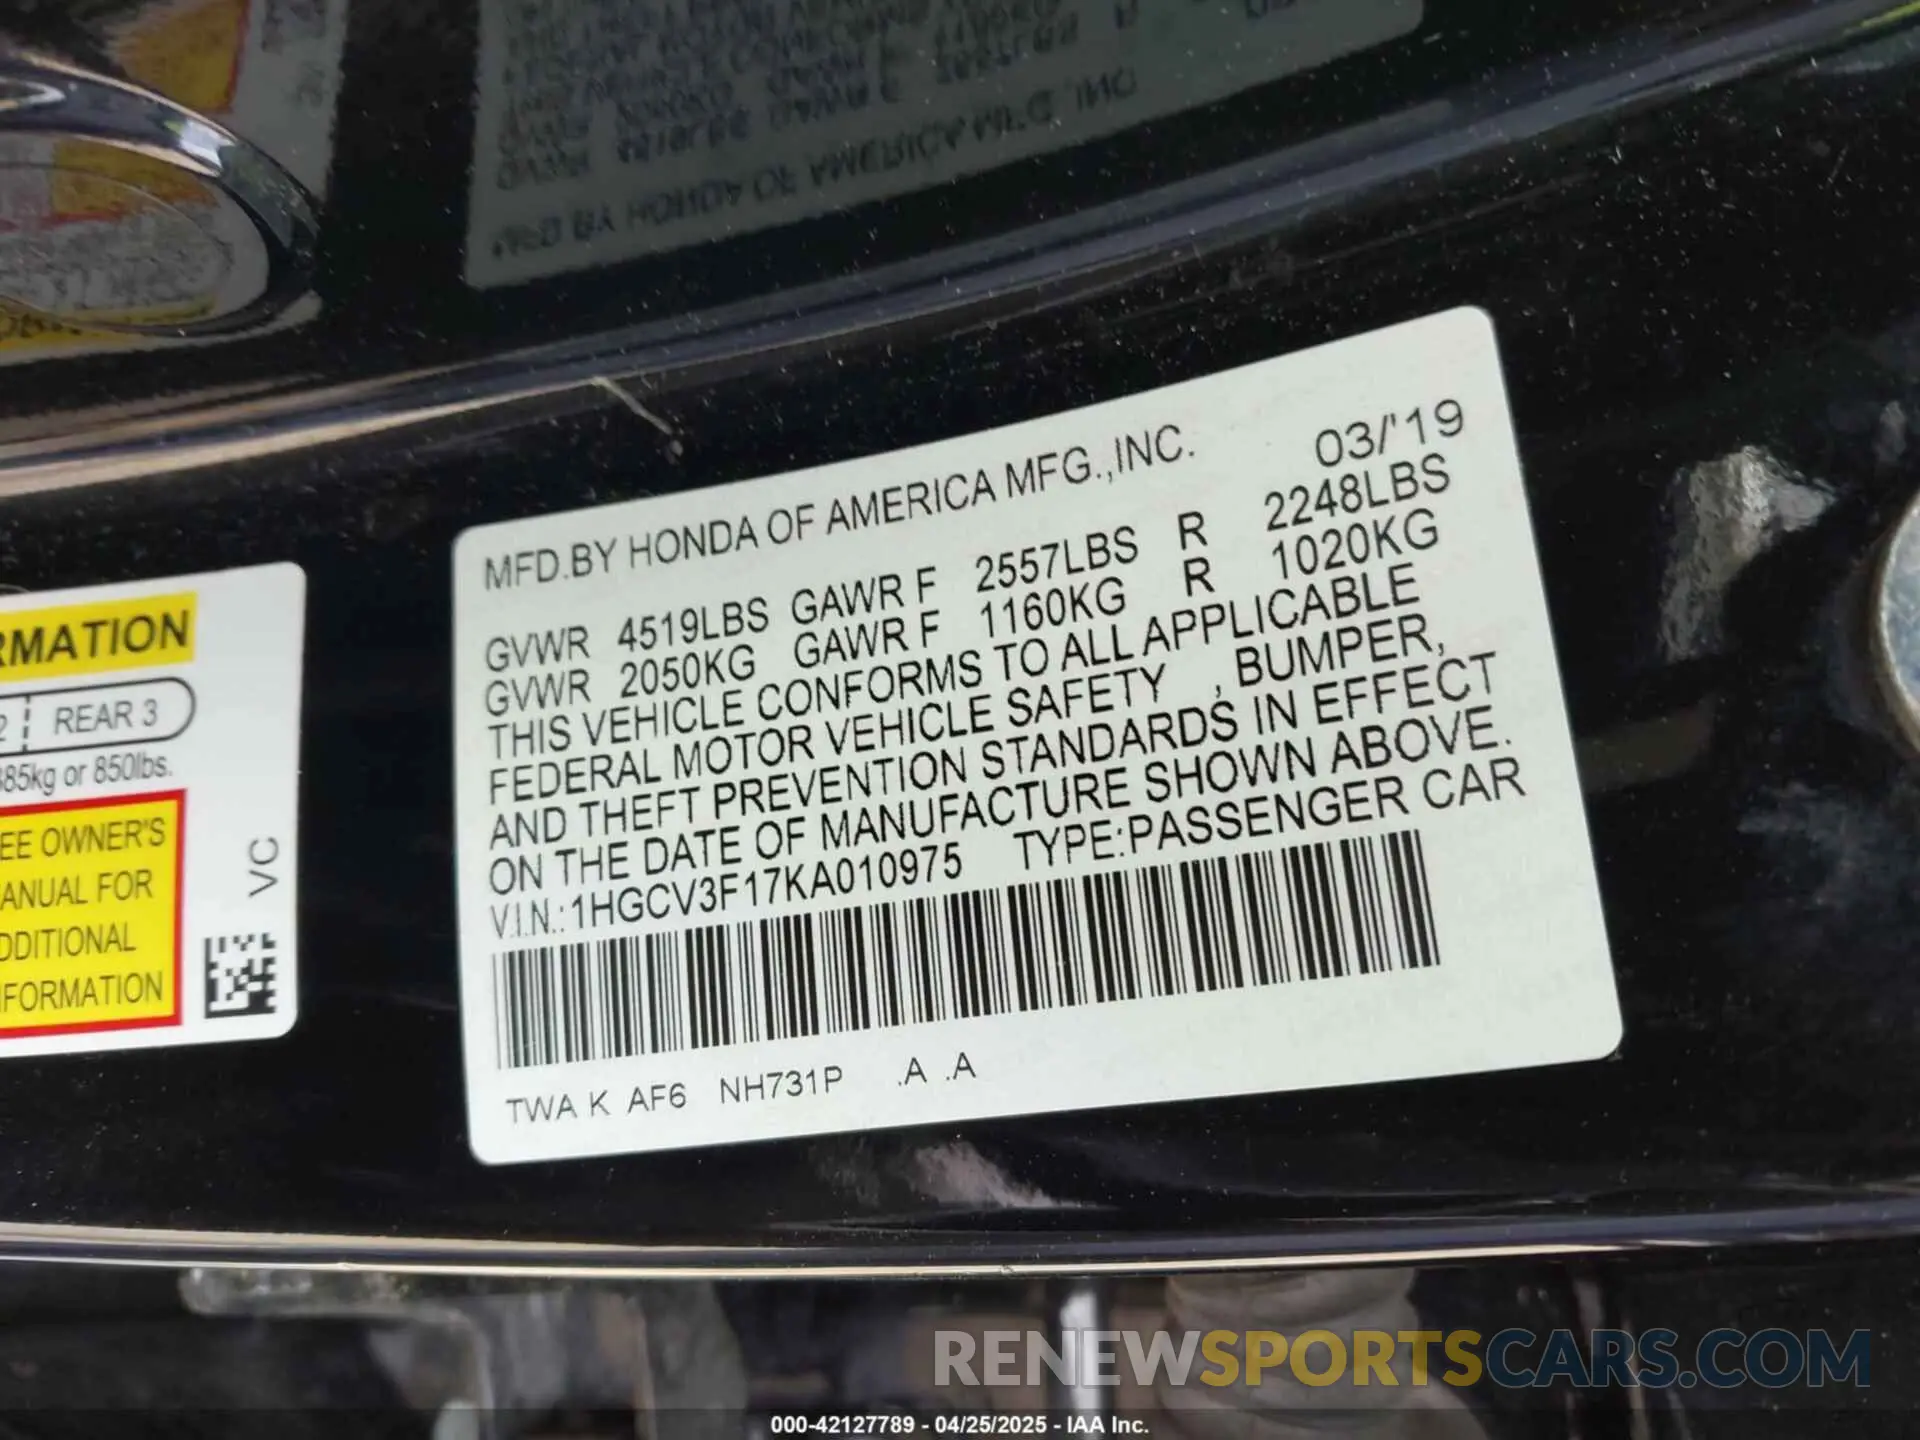 MFD.BY HONDA OF AMERICA MFG.,INC. 03/'19
GVWR 4519LBS GAWR F 2557LBS R 2248LBS
GVWR 2050KG GAWR F 1160KG R 1020KG
THIS VEHICLE CONFORMS TO ALL APPLICABLE
FEDERAL MOTOR VEHICLE SAFETY , BUMPER,
AND THEFT PREVENTION STANDARDS IN EFFECT
ON THE DATE OF MANUFACTURE SHOWN ABOVE.
V.I.N.: 1HGCV3F17KA010975 TYPE:PASSENGER CAR
TWA K AF6 NH731P .A .A
RMATION
2 REAR 3
385kg or 850lbs.
EE OWNER'S
ANUAL FOR
DDITIONAL
NFORMATION
VC
RENEWSPORTSCARS.COM
000-42127789 - 04/25/2025 - IAA Inc.